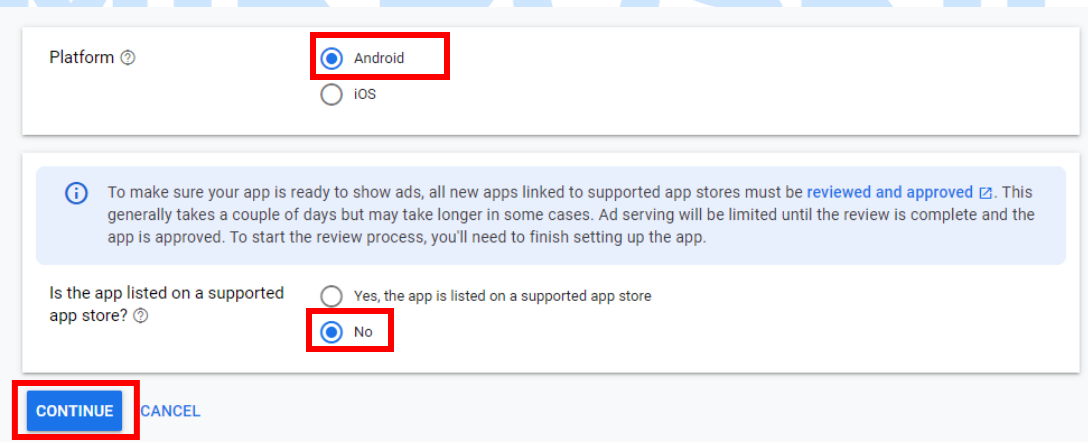 Platform
Android
iOS
To make sure your app is ready to show ads, all new apps linked to supported app stores must be reviewed and approved. This
generally takes a couple of days but may take longer in some cases. Ad serving will be limited until the review is complete and the
app is approved. To start the review process, you'll need to finish setting up the app.
Is the app listed on a supported
app store?
Yes, the app is listed on a supported app store
No
CONTINUE
CANCEL